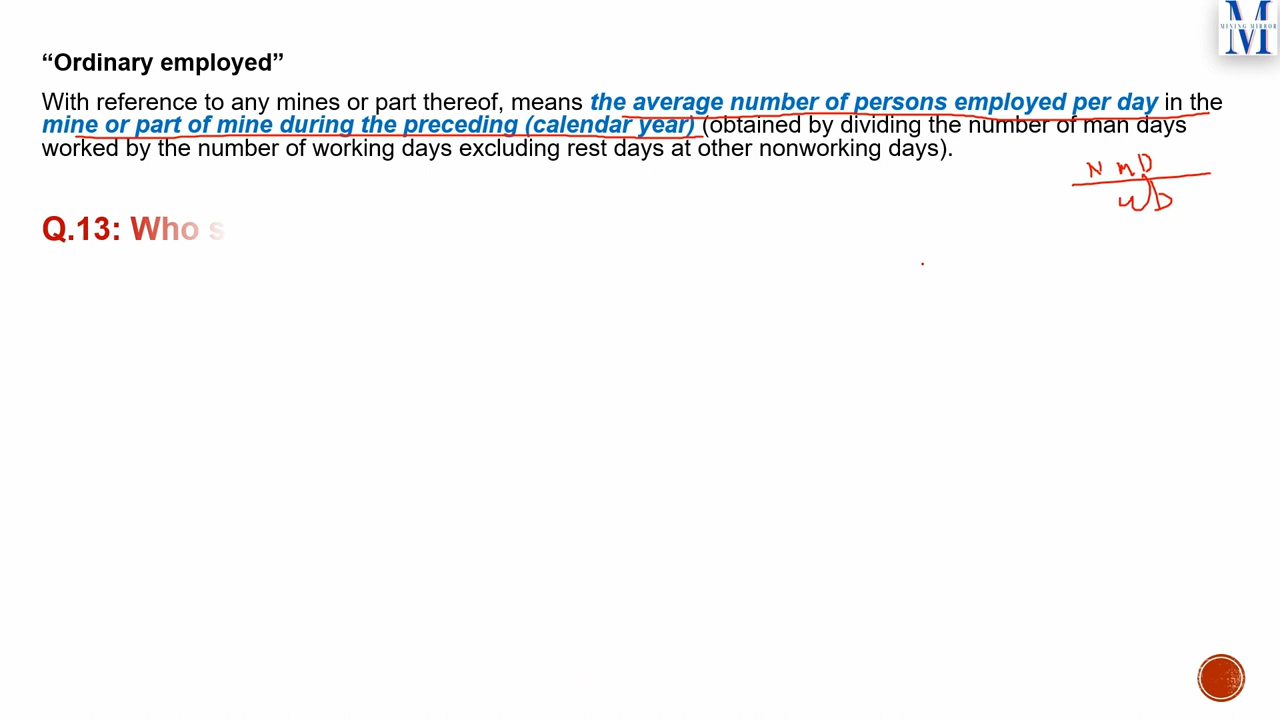 M
MINING MIRROR
“Ordinary employed”
With reference to any mines or part thereof, means the average number of persons employed per day in the
mine or part of mine during the preceding (calendar year) (obtained by dividing the number of man days
worked by the number of working days excluding rest days at other nonworking days).
N M D
WD
Q.13: Who s